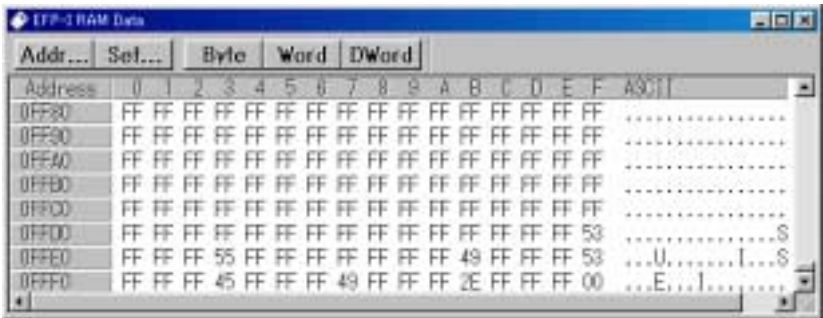 EFP-I RAM Data
Addr... Set... Byte Word DWord
Address 0 1 2 3 4 5 6 7 8 9 A B C D E F ASCII
0FF80 FF FF FF FF FF FF FF FF FF FF FF FF FF FF FF FF ................
0FF90 FF FF FF FF FF FF FF FF FF FF FF FF FF FF FF FF ................
0FFA0 FF FF FF FF FF FF FF FF FF FF FF FF FF FF FF FF ................
0FFB0 FF FF FF FF FF FF FF FF FF FF FF FF FF FF FF FF ................
0FFC0 FF FF FF FF FF FF FF FF FF FF FF FF FF FF FF FF ................
0FFD0 FF FF FF FF FF FF FF FF FF FF FF FF FF FF FF 53 ...............S
0FFE0 FF FF FF 55 FF FF FF FF FF FF FF 49 FF FF FF 53 ...U.......I...S
0FFF0 FF FF FF 45 FF FF FF 49 FF FF FF 2E FF FF FF 00 ...E...I........